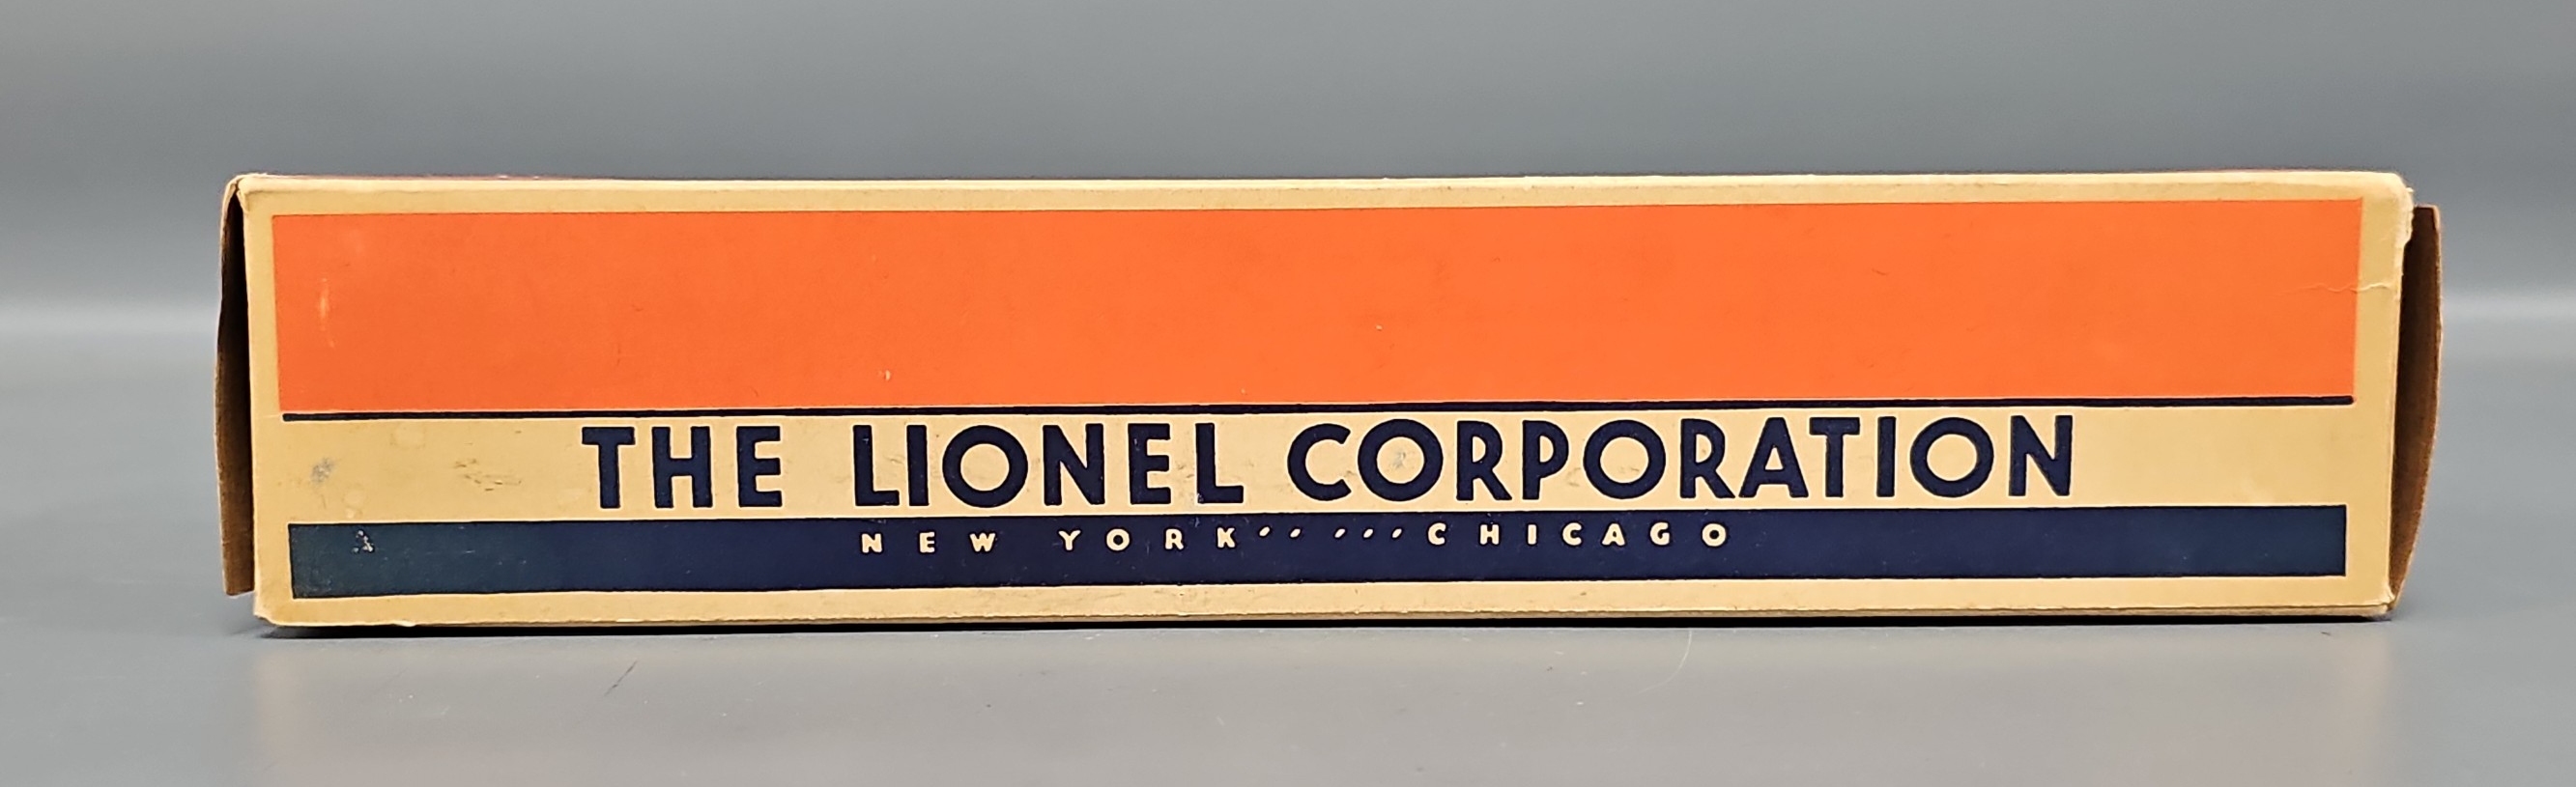 THE LIONEL CORPORATION
NEW YORK·· ···CHICAGO